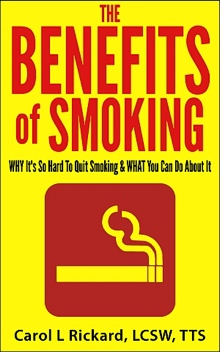 THE
BENEFITS
of SMOKING
WHY It's So Hard To Quit Smoking & WHAT You Can Do About It
Carol L Rickard, LCSW, TTS